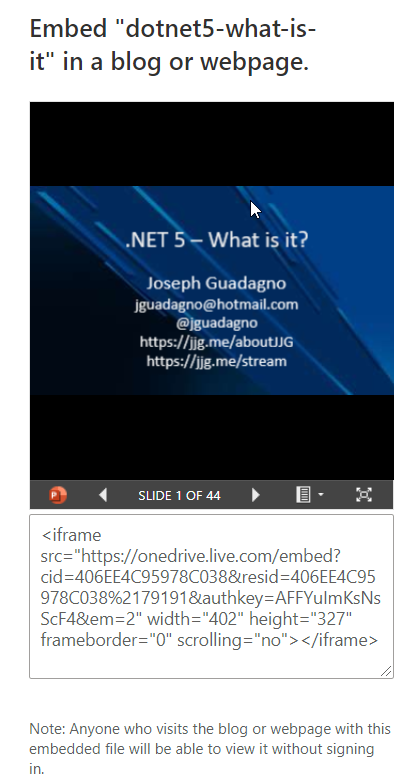 Embed "dotnet5-what-is-
it" in a blog or webpage.
.NET 5 – What is it?
Joseph Guadagno
jguadagno@hotmail.com
@jguadagno
https://jjg.me/aboutJJG
https://jjg.me/stream
SLIDE 1 OF 44
<iframe
src="https://onedrive.live.com/embed?
cid=406EE4C95978C038&resid=406EE4C95
978C038%2179191&authkey=AFFYuImKsNs
ScF4&em=2" width="402" height="327"
frameborder="0" scrolling="no"></iframe>
Note: Anyone who visits the blog or webpage with this
embedded file will be able to view it without signing
in.